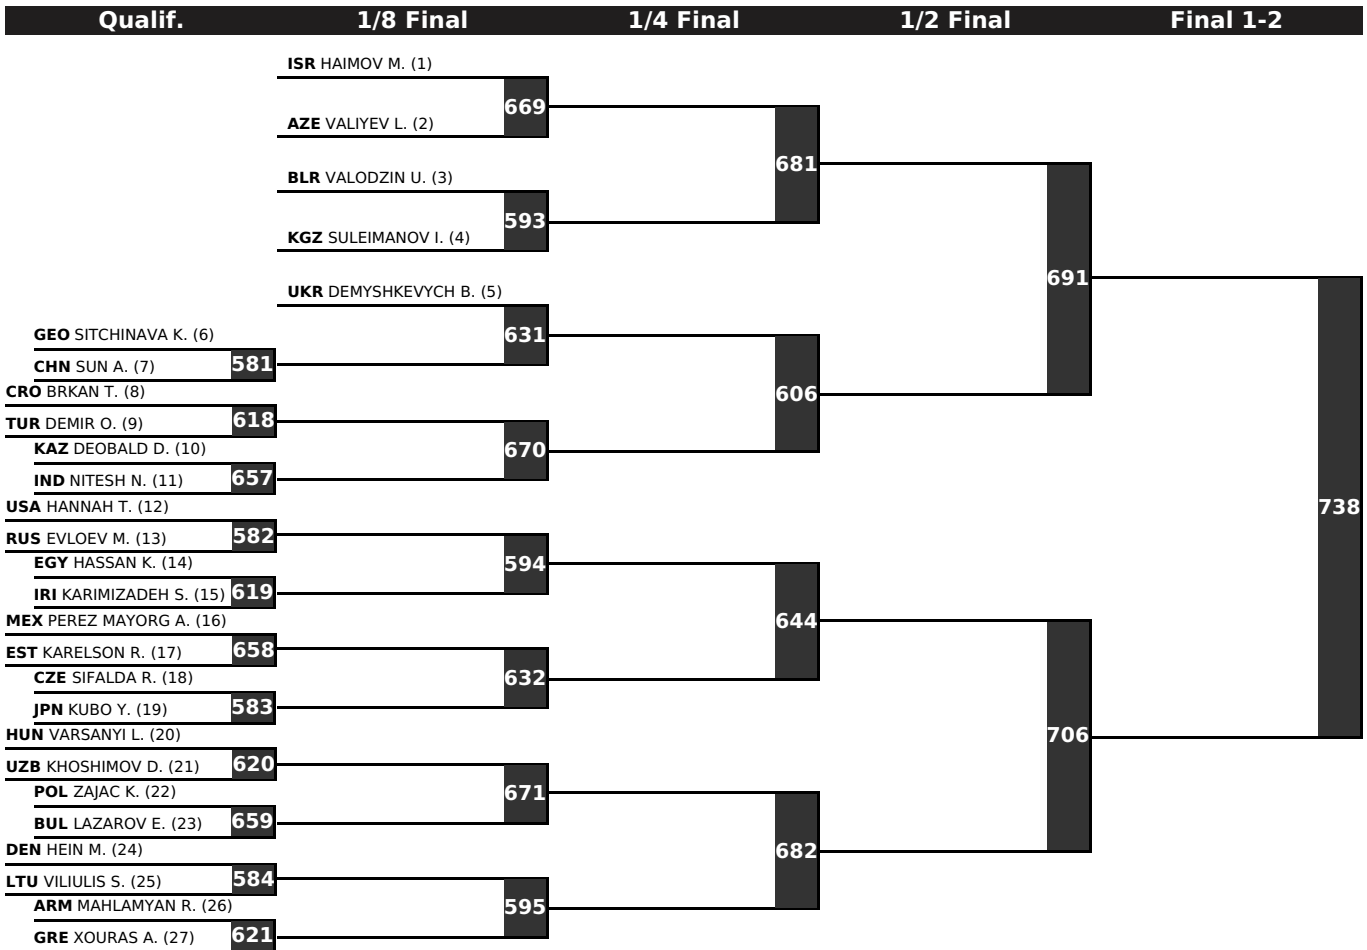 Qualif. 1/8 Final 1/4 Final 1/2 Final Final 1-2
ISR HAIMOV M. (1)
669
AZE VALIYEV L. (2)
681
BLR VALODZIN U. (3)
593
KGZ SULEIMANOV I. (4)
691
UKR DEMYSHKEVYCH B. (5)
631
GEO SITCHINAVA K. (6)
CHN SUN A. (7) 581
CRO BRKAN T. (8)
606
618
TUR DEMIR O. (9)
KAZ DEOBALD D. (10)
670
IND NITESH N. (11) 657
USA HANNAH T. (12)
738
RUS EVLOEV M. (13) 582
EGY HASSAN K. (14)
594
IRI KARIMIZADEH S. (15) 619
MEX PEREZ MAYORG A. (16)
644
EST KARELSON R. (17) 658
CZE SIFALDA R. (18)
632
JPN KUBO Y. (19) 583
HUN VARSANYI L. (20)
706
UZB KHOSHIMOV D. (21) 620
POL ZAJAC K. (22)
671
BUL LAZAROV E. (23) 659
DEN HEIN M. (24)
682
LTU VILIULIS S. (25) 584
ARM MAHLAMYAN R. (26)
595
GRE XOURAS A. (27) 621